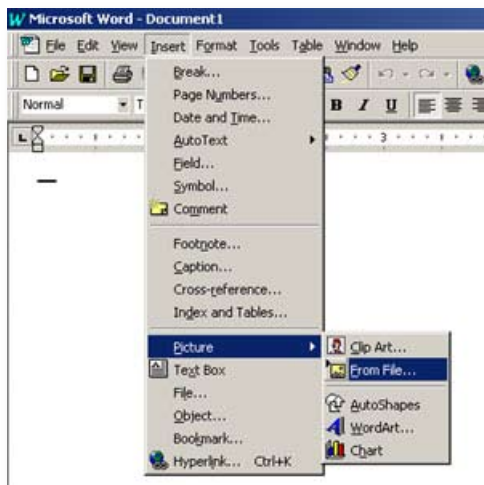 Microsoft Word - Document1
File Edit View Insert Format Tools Table Window Help
Normal T B I U
3
Break...
Page Numbers...
Date and Time...
AutoText
Field...
Symbol...
Comment
Footnote...
Caption...
Cross-reference...
Index and Tables...
Picture
Text Box
File...
Object...
Bookmark...
Hyperlink... Ctrl+K
Clip Art...
From File...
AutoShapes
WordArt...
Chart